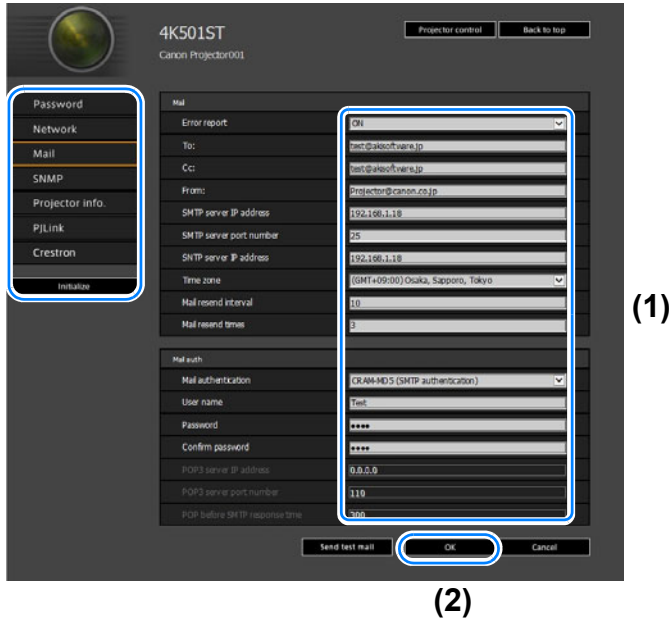 4K501ST
Canon Projector001
Projector control
Back to top
Password
Network
Mail
SNMP
Projector info.
PJLink
Crestron
Initialize
Mail
Error report ON
To: test@akisoftware.jp
Cc: test@akisoftware.jp
From: Projector@canon.co.jp
SMTP server IP address 192.168.1.18
SMTP server port number 25
SNTP server IP address 192.168.1.18
Time zone (GMT+09:00) Osaka, Sapporo, Tokyo
Mail resend interval 10
Mail resend times 3
Mail auth
Mail authentication CRAM-MD5 (SMTP authentication)
User name Test
Password ••••
Confirm password ••••
POP3 server IP address 0.0.0.0
POP3 server port number 110
POP before SMTP response time 300
Send test mail
OK
Cancel
(1)
(2)